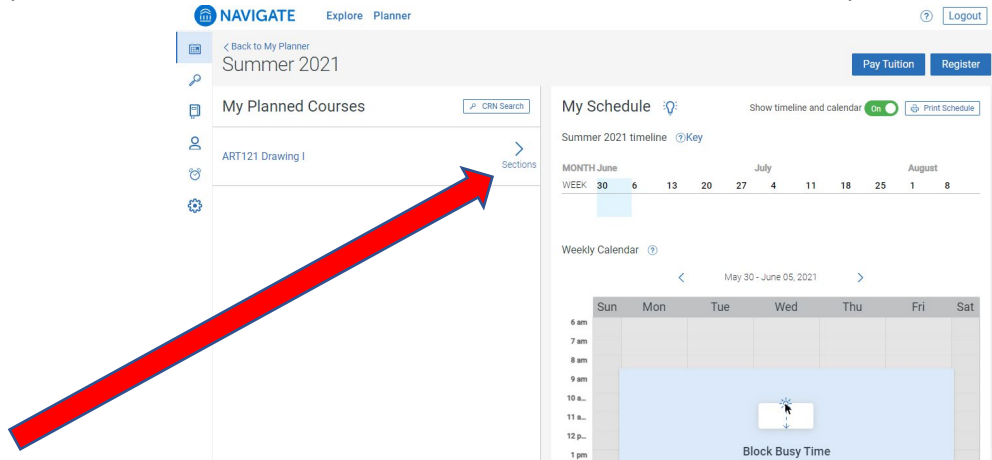 NAVIGATE Explore Planner ? Logout
< Back to My Planner
Summer 2021
Pay Tuition Register
My Planned Courses CRN Search
ART121 Drawing I
Sections
My Schedule Show timeline and calendar On Print Schedule
Summer 2021 timeline ? Key
MONTH June July August
WEEK 30 6 13 20 27 4 11 18 25 1 8
Weekly Calendar ?
< May 30 - June 05, 2021 >
Sun Mon Tue Wed Thu Fri Sat
6 am
7 am
8 am
9 am
10 a...
11 a...
12 p...
Block Busy Time
1 pm